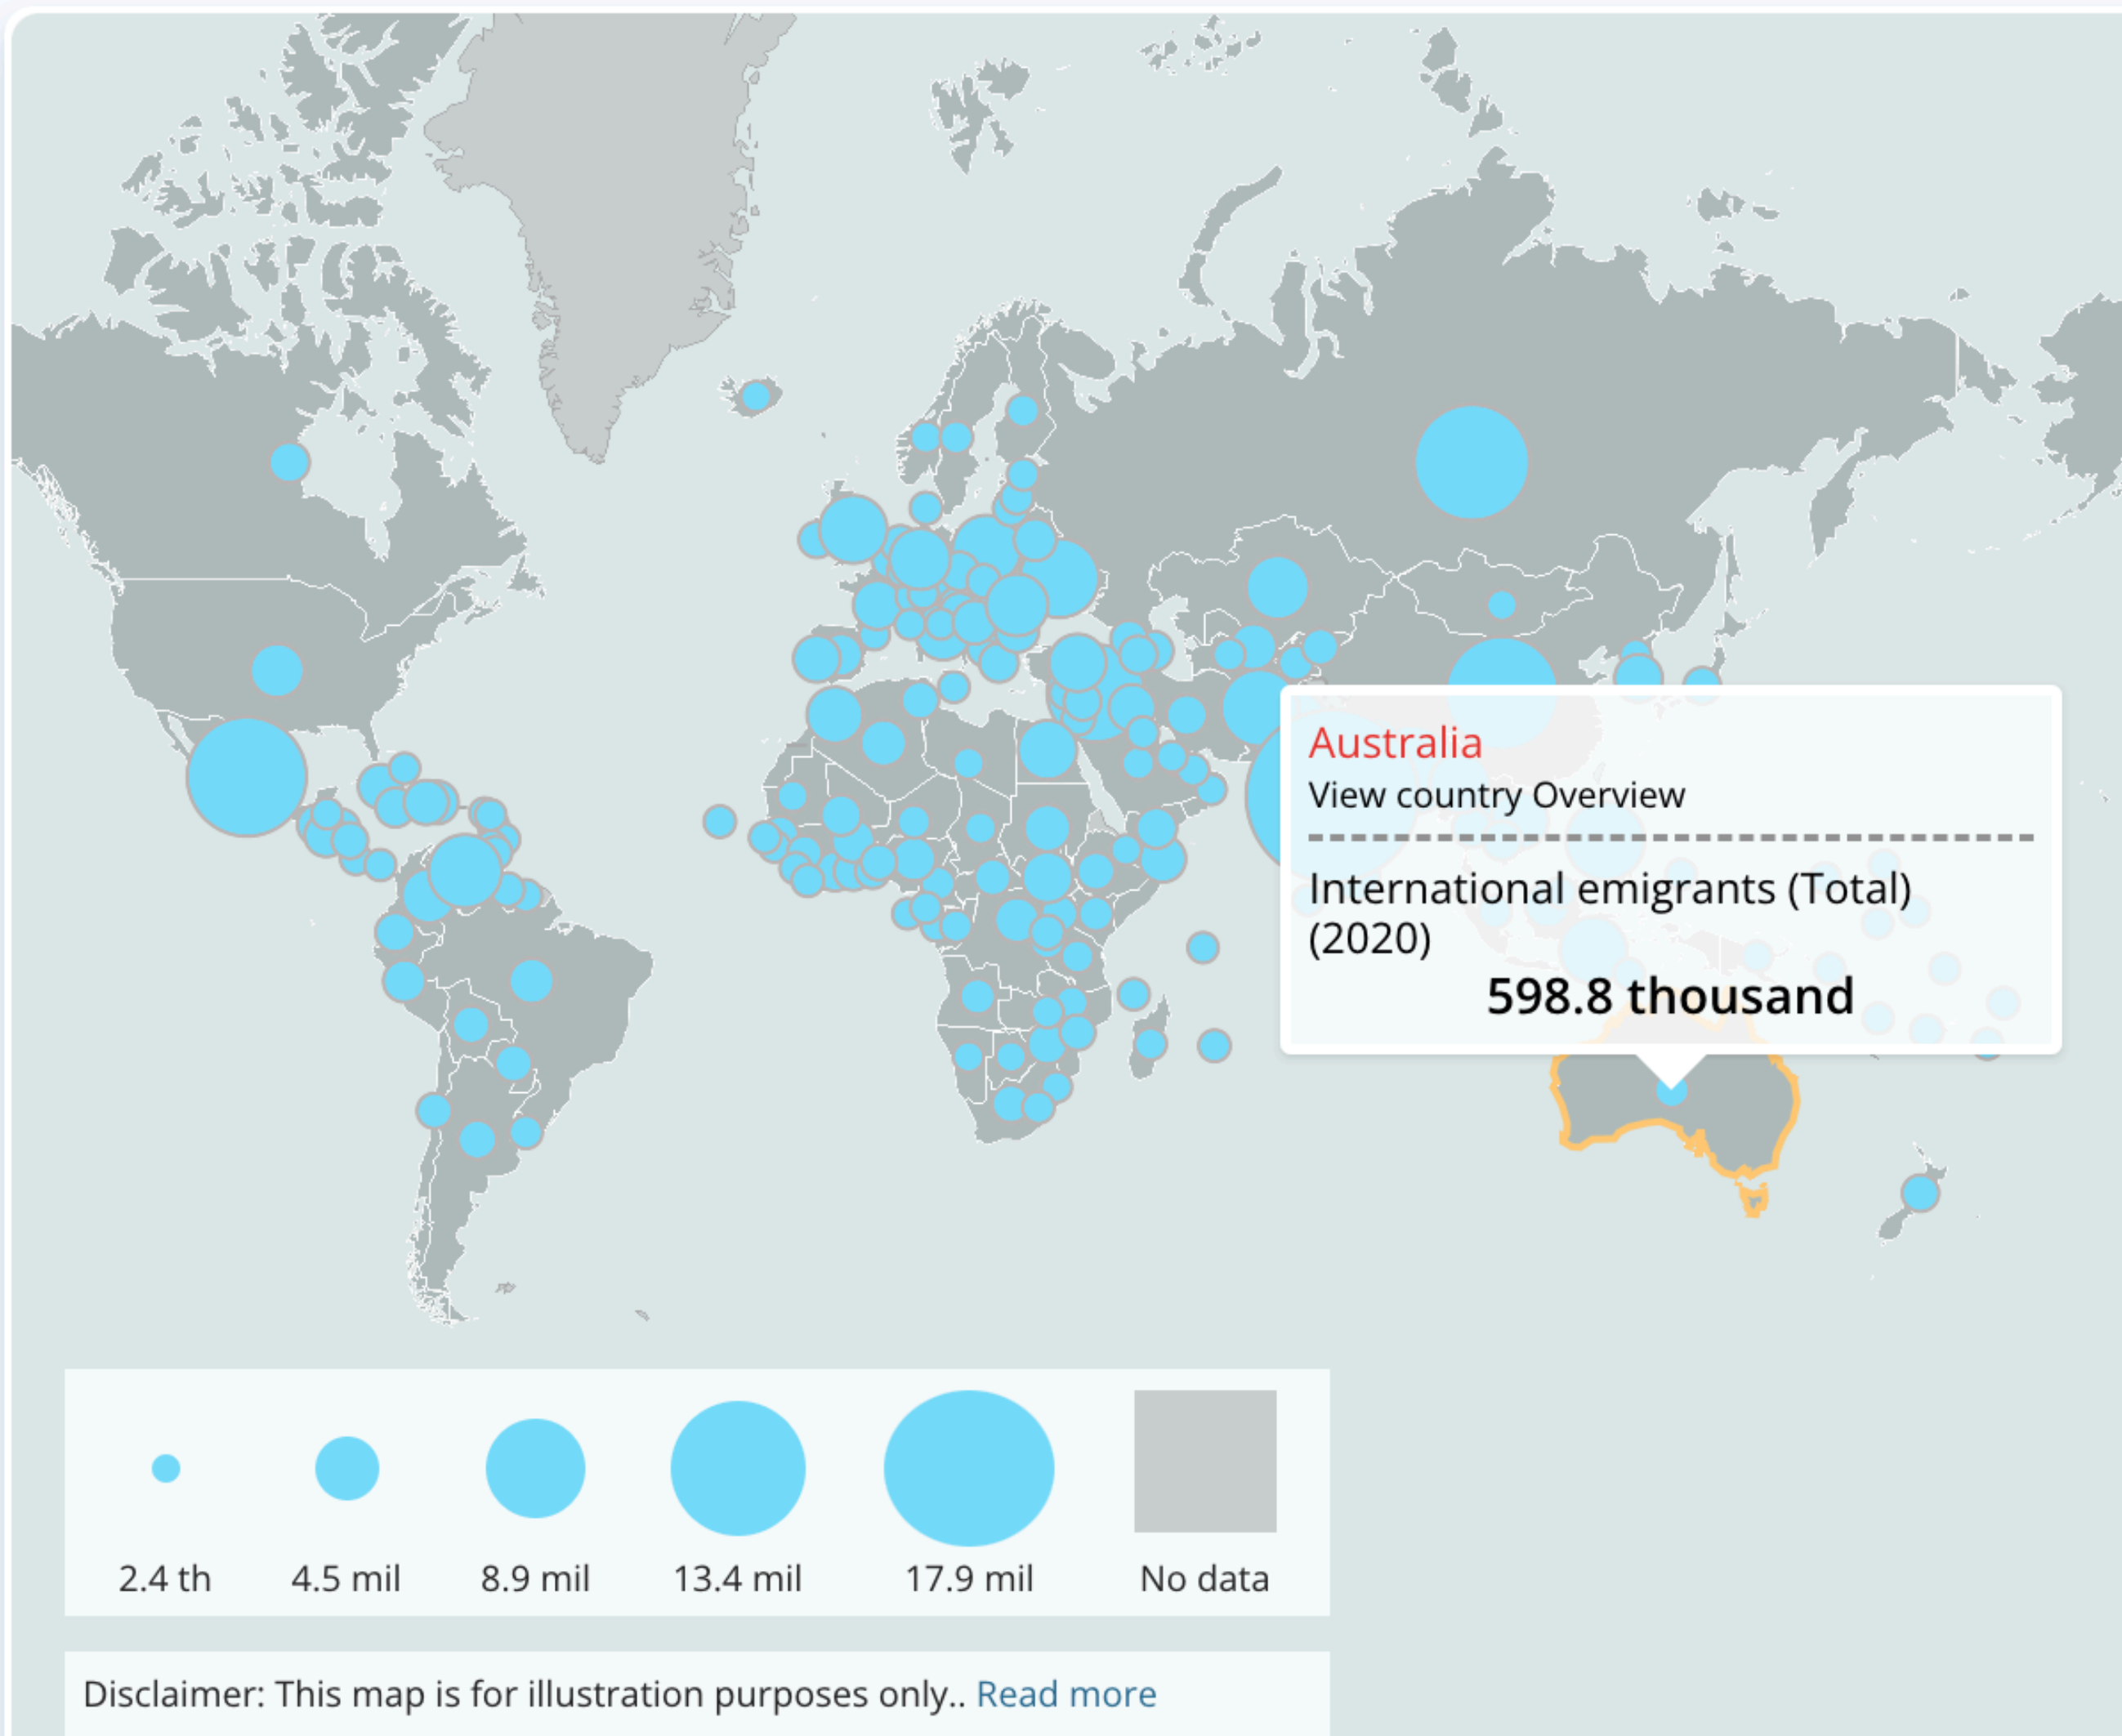 Australia
View country Overview
International emigrants (Total)
(2020)
598.8 thousand
2.4 th
4.5 mil
8.9 mil
13.4 mil
17.9 mil
No data
Disclaimer: This map is for illustration purposes only.. Read more